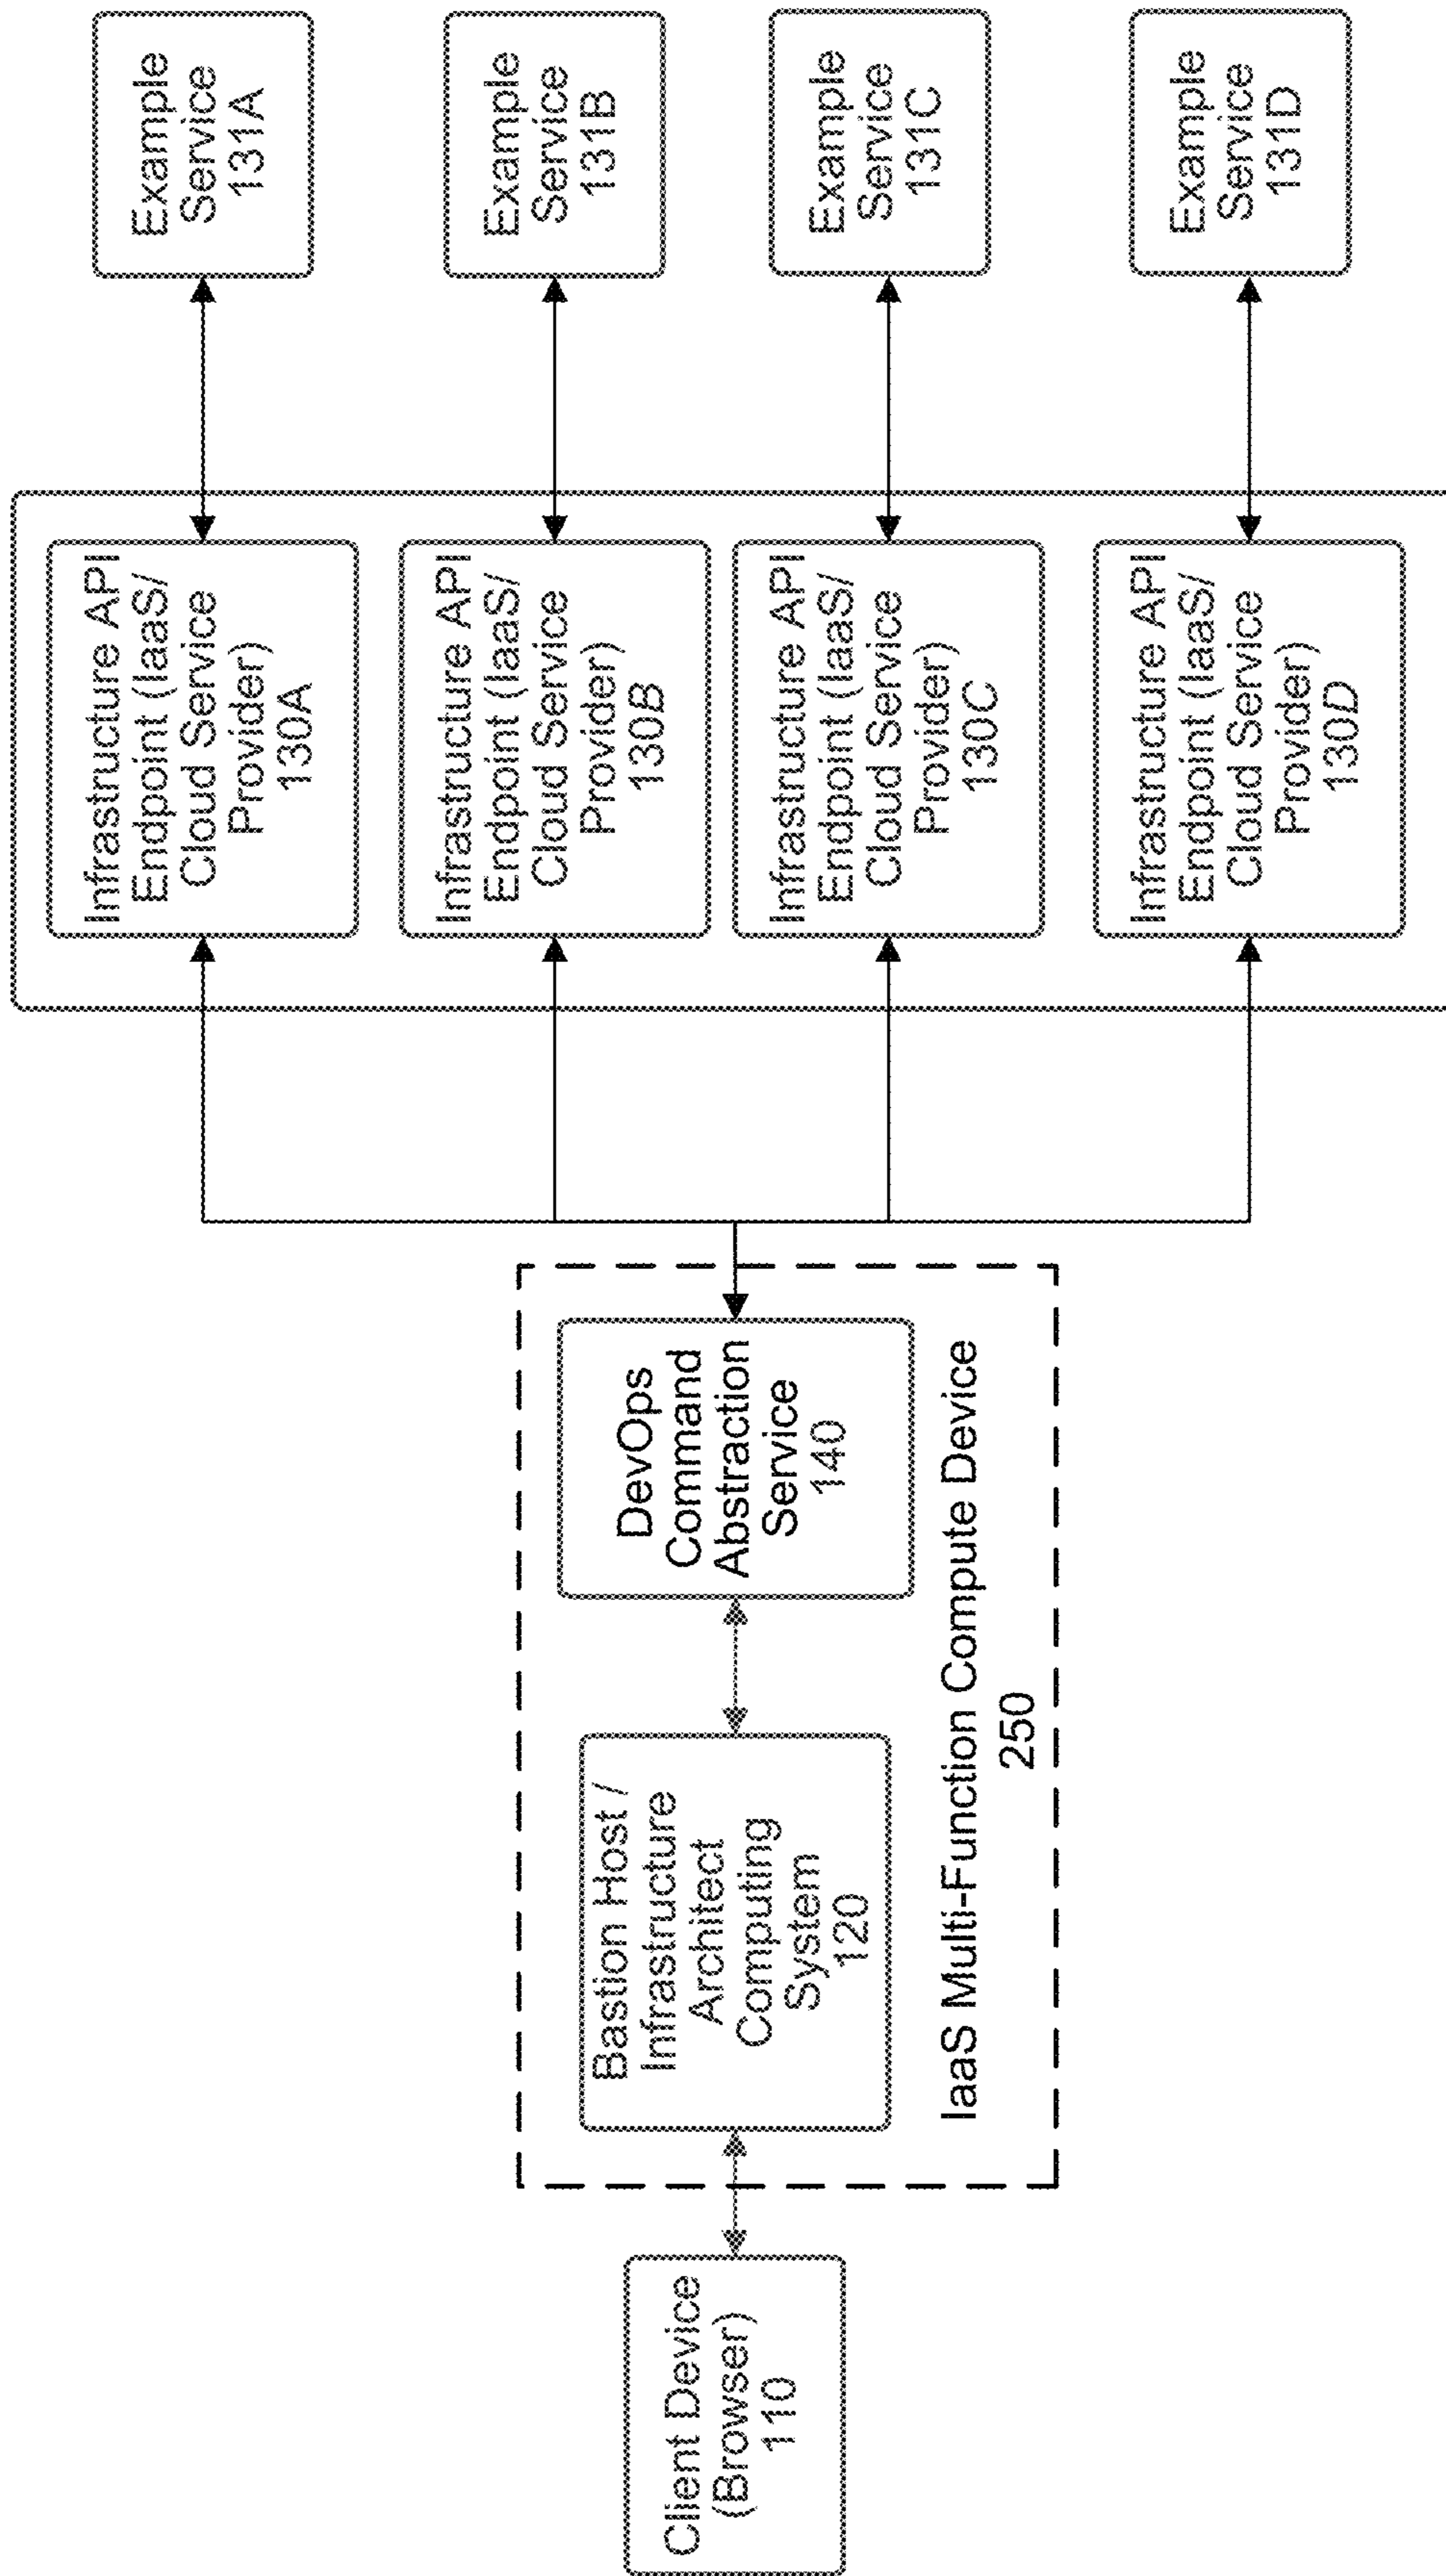 Client Device
(Browser)
110
Bastion Host /
Infrastructure
Architect
Computing
System
120
DevOps
Command
Abstraction
Service
140
IaaS Multi-Function Compute Device
250
Infrastructure API
Endpoint (IaaS/
Cloud Service
Provider)
130A
Example
Service
131A
Infrastructure API
Endpoint (IaaS/
Cloud Service
Provider)
130B
Example
Service
131B
Infrastructure API
Endpoint (IaaS/
Cloud Service
Provider)
130C
Example
Service
131C
Infrastructure API
Endpoint (IaaS/
Cloud Service
Provider)
130D
Example
Service
131D